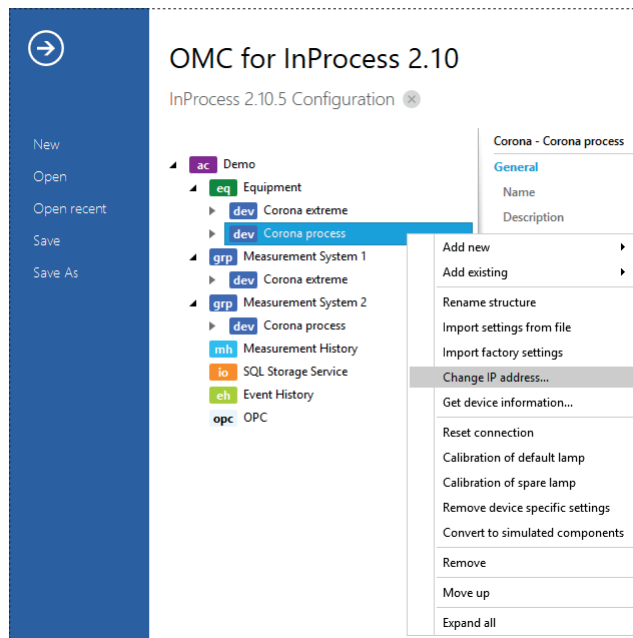 OMC for InProcess 2.10
InProcess 2.10.5 Configuration
New
Open
Open recent
Save
Save As
ac Demo
eq Equipment
dev Corona extreme
dev Corona process
grp Measurement System 1
dev Corona extreme
grp Measurement System 2
dev Corona process
mh Measurement History
io SQL Storage Service
eh Event History
opc OPC
Corona - Corona process
General
Name
Description
Add new
Add existing
Rename structure
Import settings from file
Import factory settings
Change IP address...
Get device information...
Reset connection
Calibration of default lamp
Calibration of spare lamp
Remove device specific settings
Convert to simulated components
Remove
Move up
Expand all